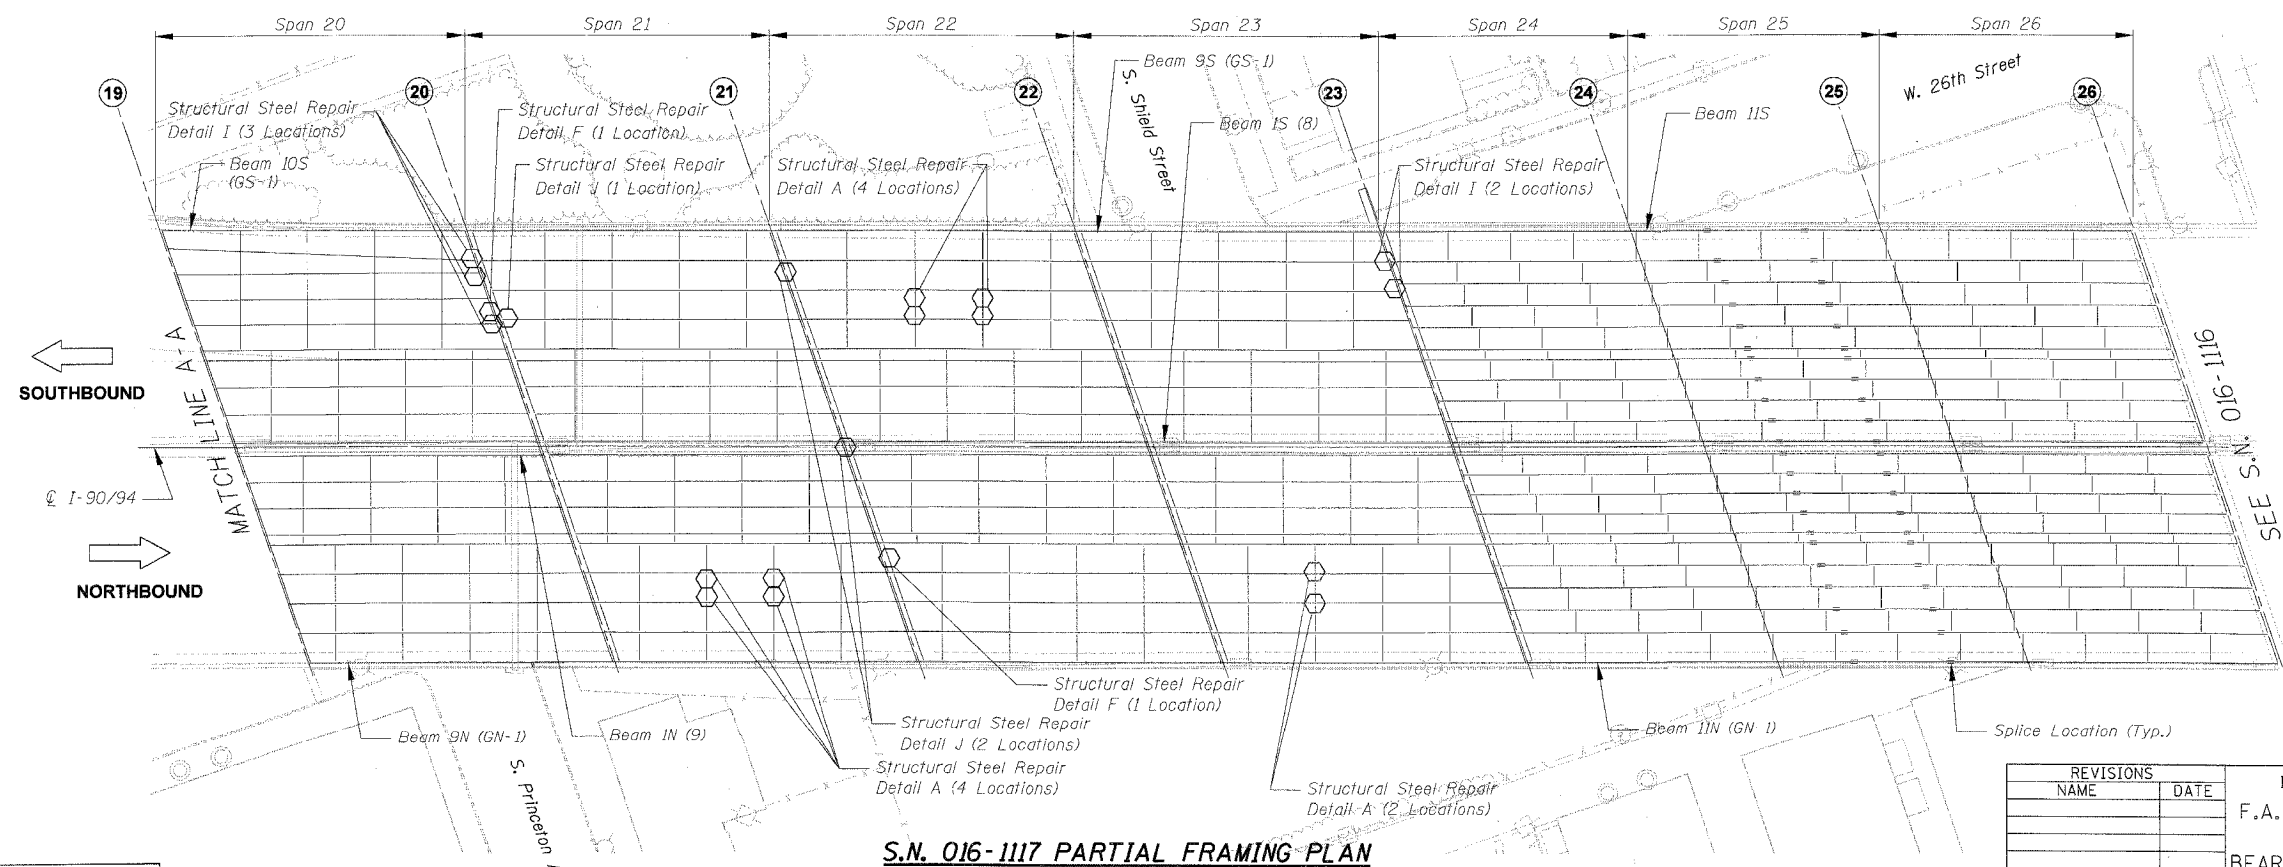 Span 20
Span 21
Span 22
Span 23
Span 24
Span 25
Span 26
19
20
21
22
23
24
25
26
Structural Steel Repair
Detail I (3 Locations)
Beam 10S
(GS-1)
Structural Steel Repair
Detail F (1 Location)
Structural Steel Repair
Detail J (1 Location)
Structural Steel Repair
Detail A (4 Locations)
Beam 9S (GS-1)
S. Shield Street
Beam 1S (8)
Structural Steel Repair
Detail I (2 Locations)
Beam 11S
W. 26th Street
SOUTHBOUND
MATCH LINE A-A
℄ I-90/94
NORTHBOUND
SEE S.N. 016-1116
Structural Steel Repair
Detail F (1 Location)
Structural Steel Repair
Detail J (2 Locations)
Structural Steel Repair
Detail A (4 Locations)
Structural Steel Repair
Detail A (2 Locations)
Beam 9N (GN-1)
Beam 1N (9)
S. Princeton
Beam 11N (GN-1)
Splice Location (Typ.)
S.N. 016-1117 PARTIAL FRAMING PLAN
REVISIONS
NAME DATE
F.A.
BEAR